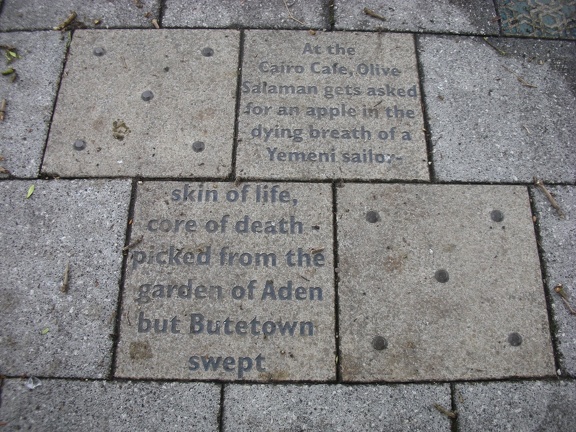 At the
Cairo Cafe, Olive
Salaman gets asked
for an apple in the
dying breath of a
Yemeni sailor-
skin of life,
core of death -
picked from the
garden of Aden
but Butetown
swept